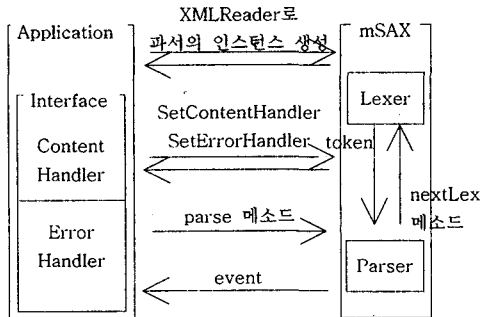 XMLReader로
파서의 인스턴스 생성
Application
mSAX
Interface
Content
Handler
Error
Handler
SetContentHandler
SetErrorHandler
token
Lexer
nextLex
메소드
parse 메소드
event
Parser